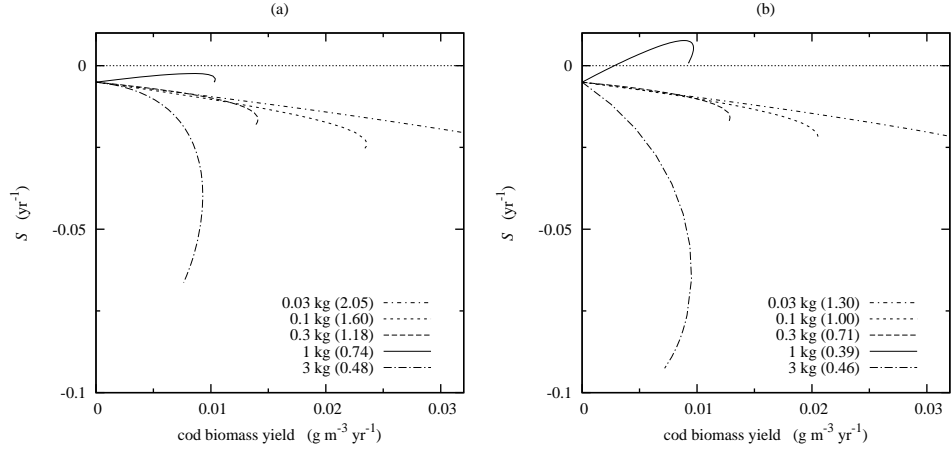 (a)
0
-0.05
-0.1
S (yr-1)
0.03 kg (2.05)
0.1 kg (1.60)
0.3 kg (1.18)
1 kg (0.74)
3 kg (0.48)
0 0.01 0.02 0.03
cod biomass yield (g m-3 yr-1)
(b)
0
-0.05
-0.1
S (yr-1)
0.03 kg (1.30)
0.1 kg (1.00)
0.3 kg (0.71)
1 kg (0.39)
3 kg (0.46)
0 0.01 0.02 0.03
cod biomass yield (g m-3 yr-1)